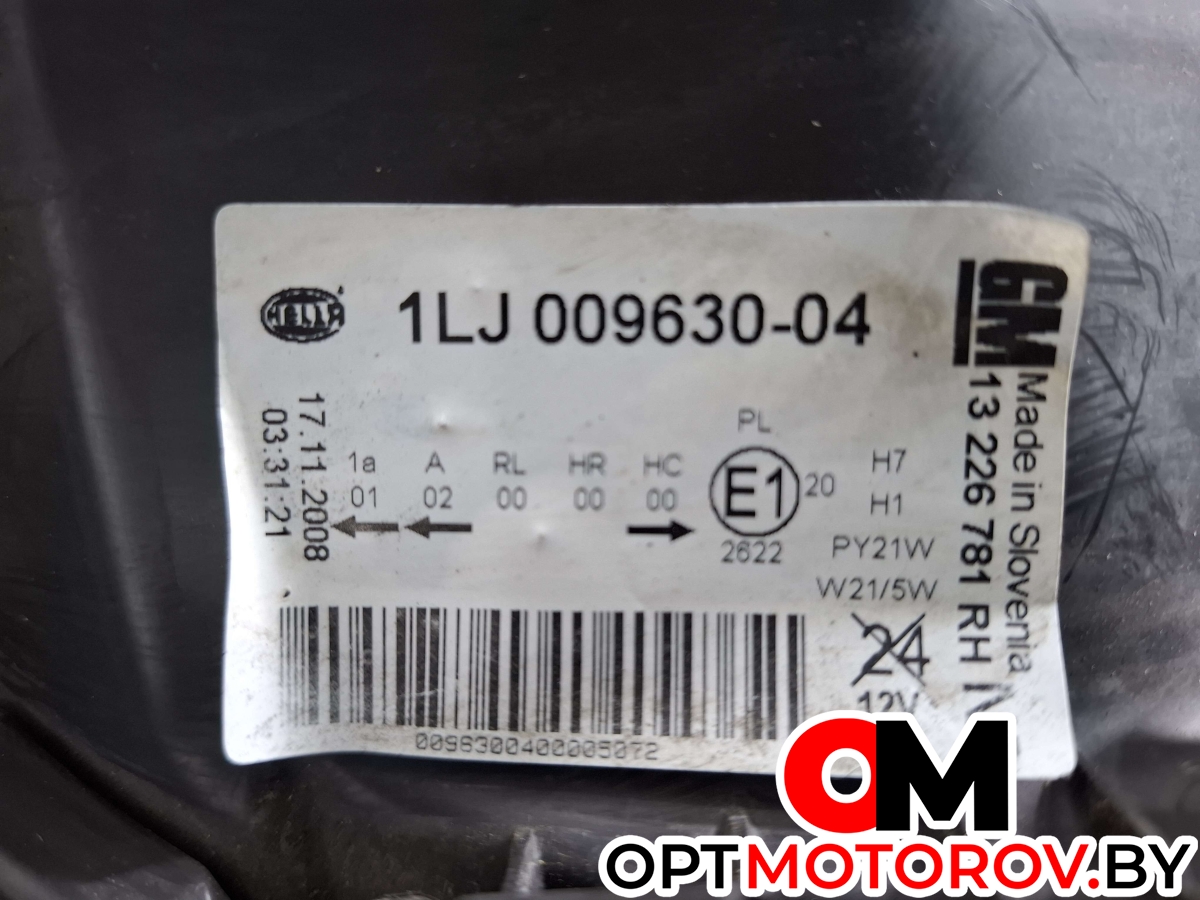 HELLA
1LJ 009630-04
GM
Made in Slovenia
13 226 781 RH
17.11.2008
03:31:21
PL
1a A RL HR HC
01 02 00 00 00
E1
20
2622
H7
H1
PY21W
W21/5W
24
12V
0096300400005072
OM
OPTMOTOROV.BY